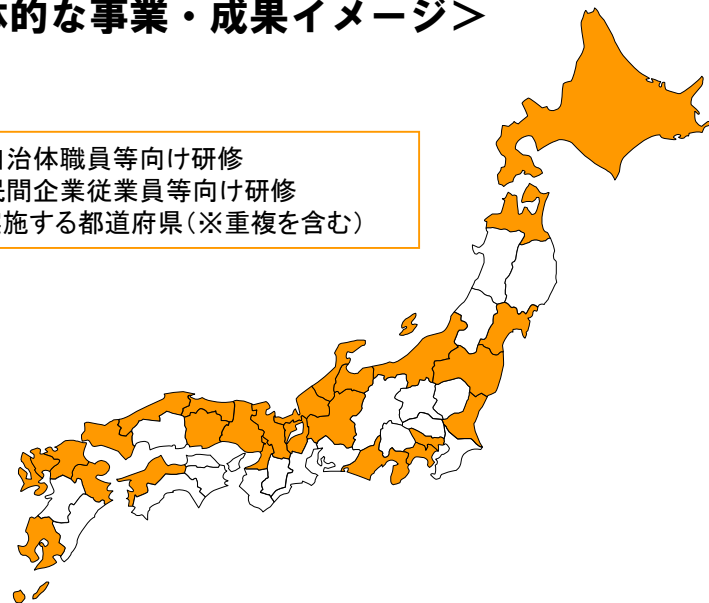 体的な事業・成果イメージ＞
治体職員等向け研修
間企業従業員等向け研修
施する都道府県（※重複を含む）